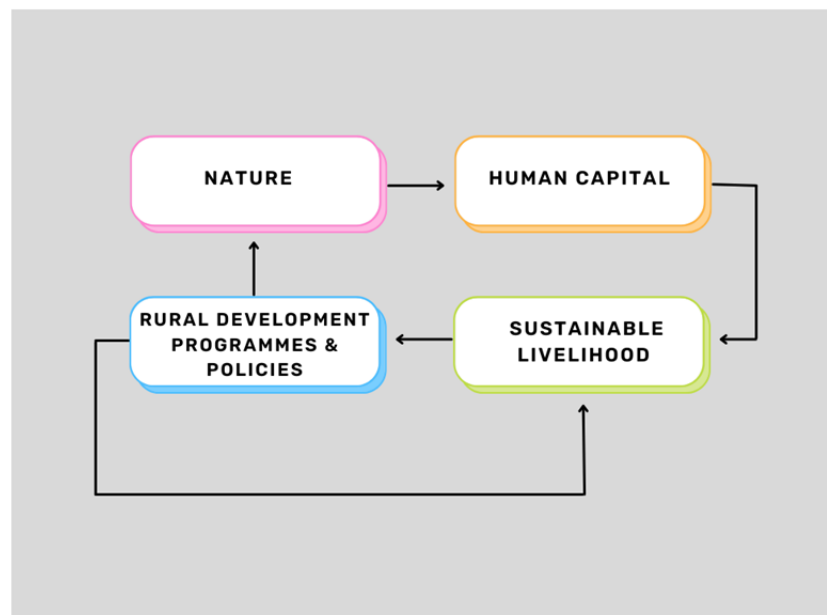 NATURE
HUMAN CAPITAL
RURAL DEVELOPMENT
PROGRAMMES &
POLICIES
SUSTAINABLE
LIVELIHOOD